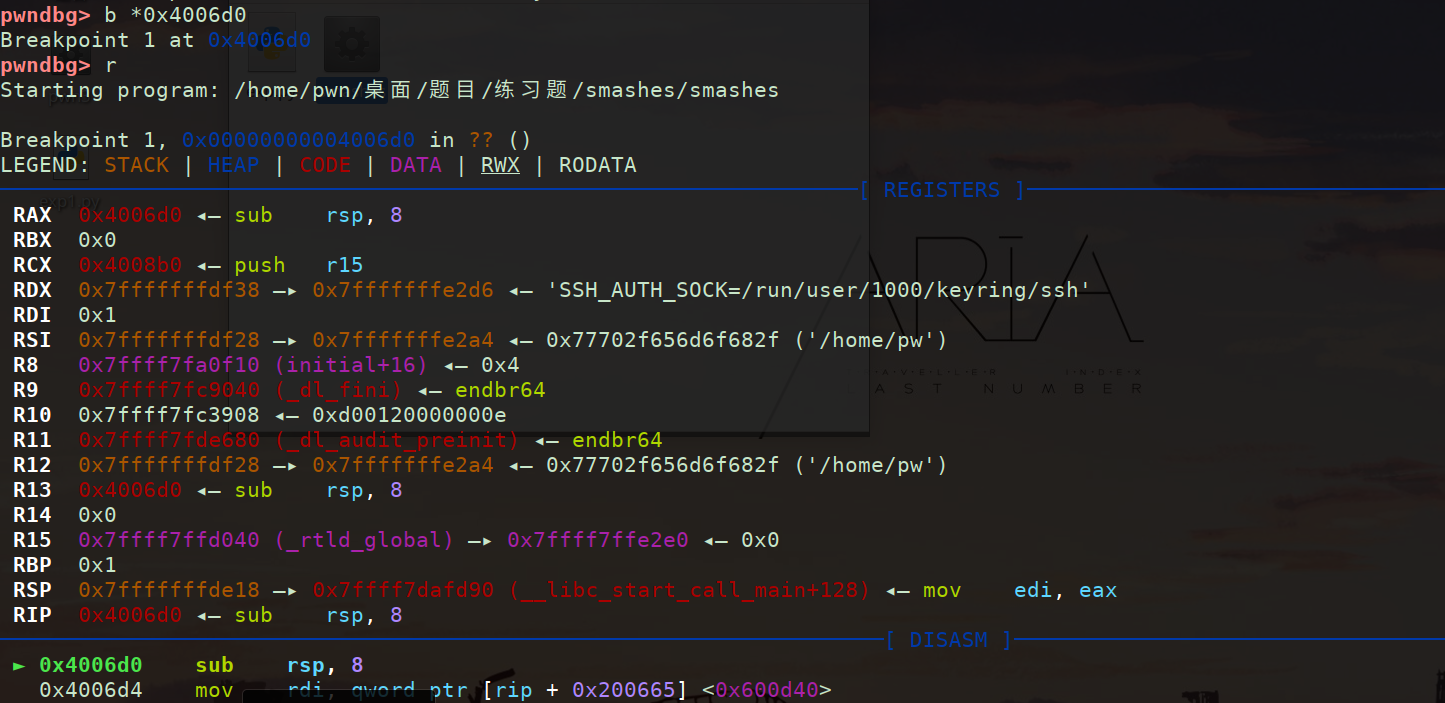 pwndbg> b *0x4006d0
Breakpoint 1 at 0x4006d0
pwndbg> r
Starting program: /home/pwn/桌面/题目/练习题/smashes/smashes
Breakpoint 1, 0x00000000004006d0 in ?? ()
LEGEND: STACK | HEAP | CODE | DATA | RWX | RODATA
[ REGISTERS ]
RAX 0x4006d0 ◂— sub rsp, 8
RBX 0x0
RCX 0x4008b0 ◂— push r15
RDX 0x7fffffffdf38 —▸ 0x7fffffffe2d6 ◂— 'SSH_AUTH_SOCK=/run/user/1000/keyring/ssh'
RDI 0x1
RSI 0x7fffffffdf28 —▸ 0x7fffffffe2a4 ◂— 0x77702f656d6f682f ('/home/pw')
R8 0x7ffff7fa0f10 (initial+16) ◂— 0x4
R9 0x7ffff7fc9040 (_dl_fini) ◂— endbr64
R10 0x7ffff7fc3908 ◂— 0xd00120000000e
R11 0x7ffff7fde680 (_dl_audit_preinit) ◂— endbr64
R12 0x7fffffffdf28 —▸ 0x7fffffffe2a4 ◂— 0x77702f656d6f682f ('/home/pw')
R13 0x4006d0 ◂— sub rsp, 8
R14 0x0
R15 0x7ffff7ffd040 (_rtld_global) —▸ 0x7ffff7ffe2e0 ◂— 0x0
RBP 0x1
RSP 0x7fffffffde18 —▸ 0x7ffff7dafd90 (__libc_start_call_main+128) ◂— mov edi, eax
RIP 0x4006d0 ◂— sub rsp, 8
[ DISASM ]
► 0x4006d0 sub rsp, 8
0x4006d4 mov rdi, qword ptr [rip + 0x200665] <0x600d40>
ARIA
LAST NUMBER
exp1.py